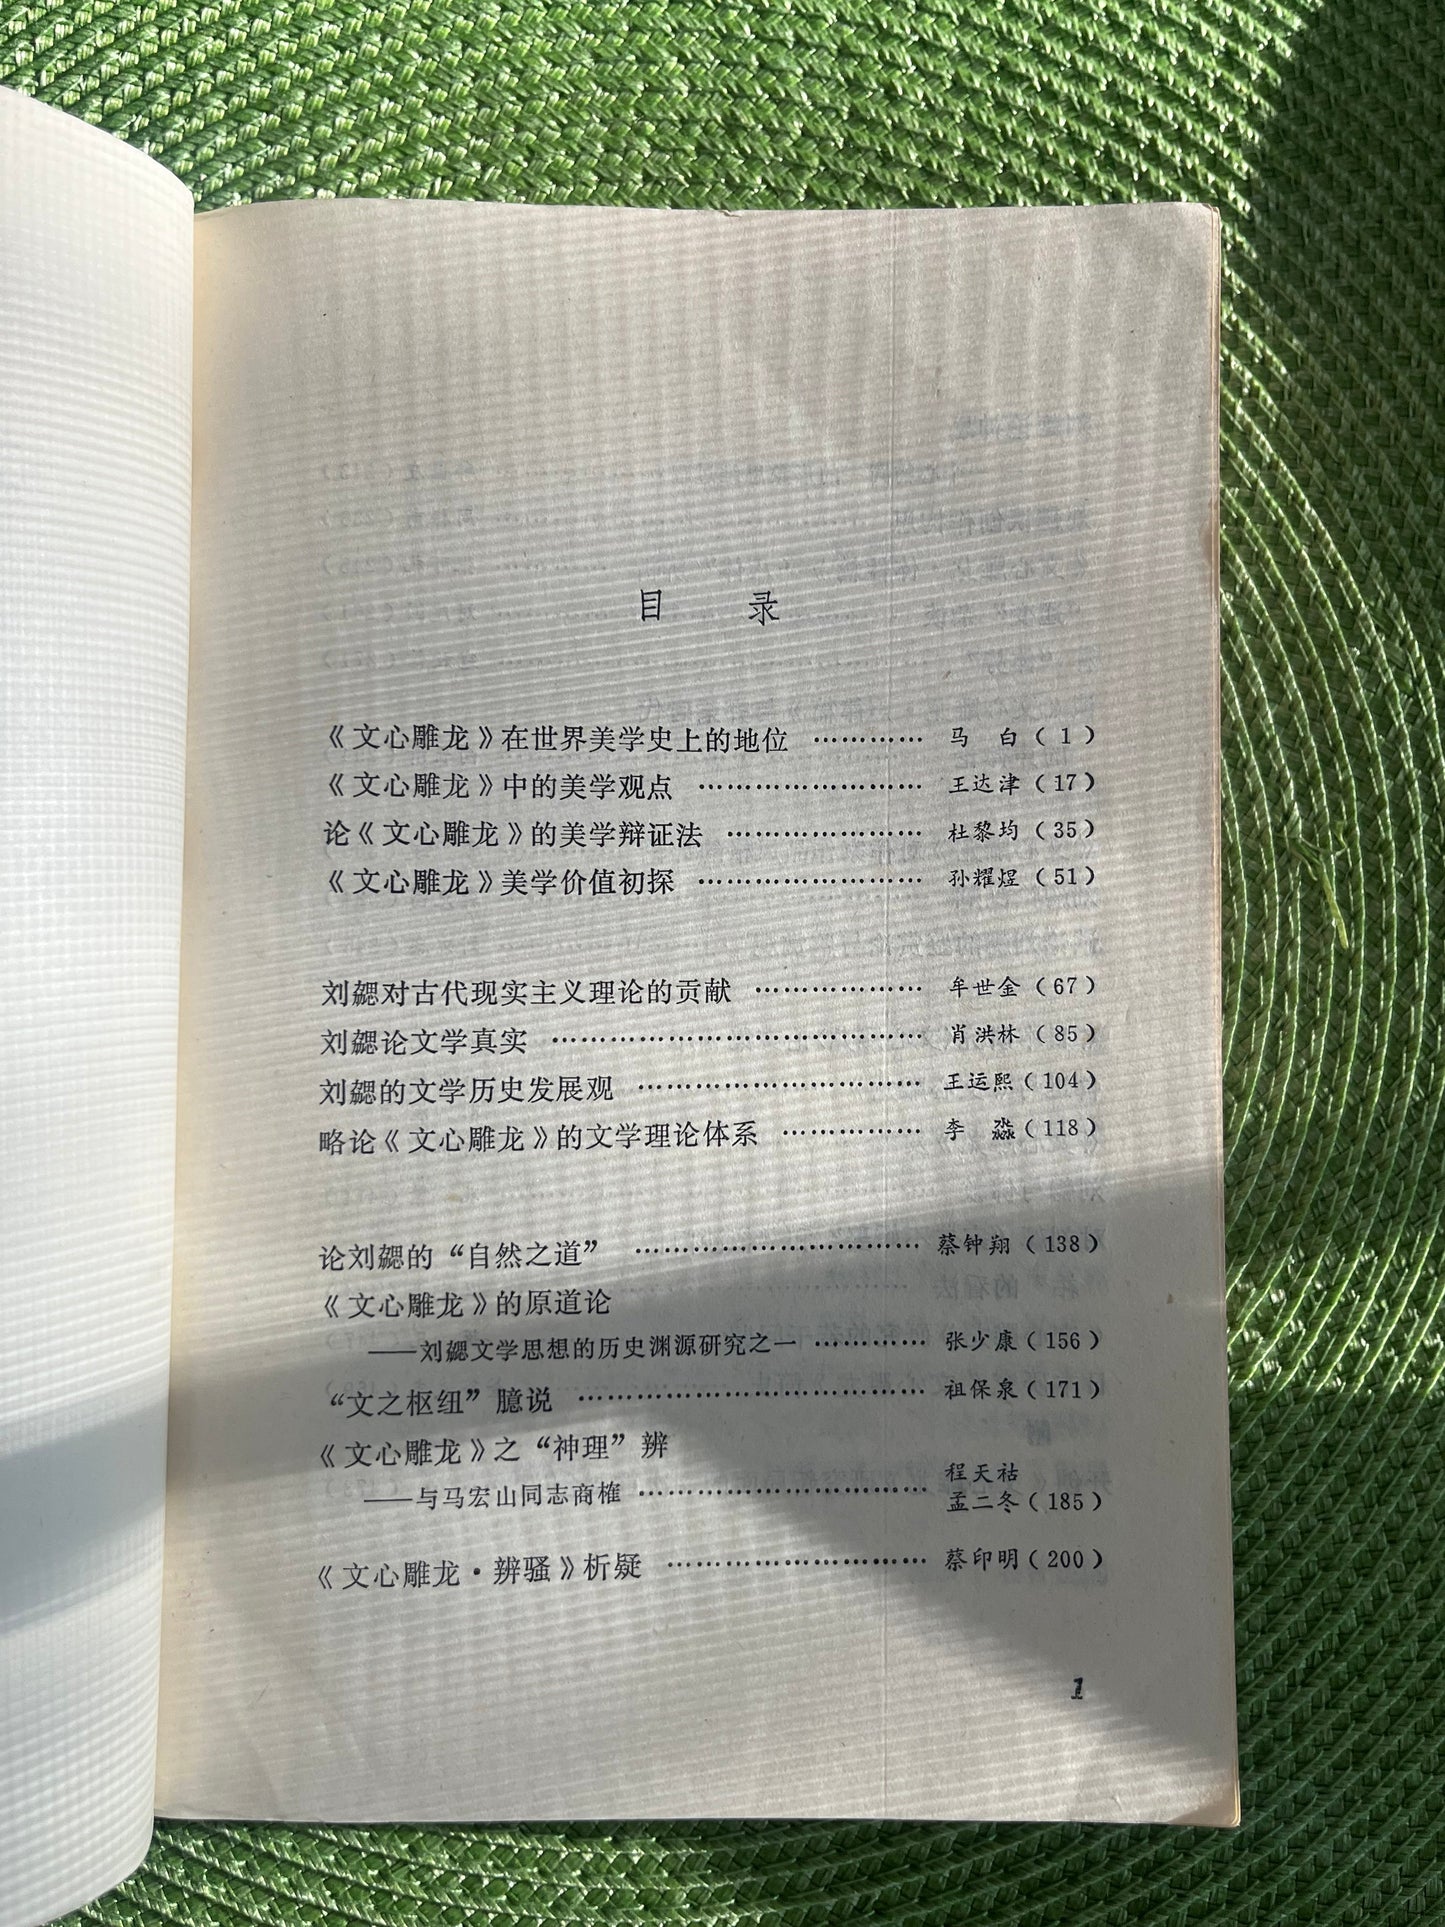 目 录
《文心雕龙》在世界美学史上的地位 ………… 马 白（1）
《文心雕龙》中的美学观点 …………………… 王达津（17）
论《文心雕龙》的美学辩证法 ………………… 杜黎均（35）
《文心雕龙》美学价值初探 …………………… 孙耀煜（51）
刘勰对古代现实主义理论的贡献 ……………… 牟世金（67）
刘勰论文学真实 ………………………………… 肖洪林（85）
刘勰的文学历史发展观 ………………………… 王运熙（104）
略论《文心雕龙》的文学理论体系 …………… 李 淼（118）
论刘勰的“自然之道” ………………………… 蔡钟翔（138）
《文心雕龙》的原道论
——刘勰文学思想的历史渊源研究之一 ………… 张少康（156）
“文之枢纽”臆说 ……………………………… 祖保泉（171）
《文心雕龙》之“神理”辨
——与马宏山同志商榷 ………………………… 程天祜
孟二冬（185）
《文心雕龙·辨骚》析疑 ……………………… 蔡印明（200）
1